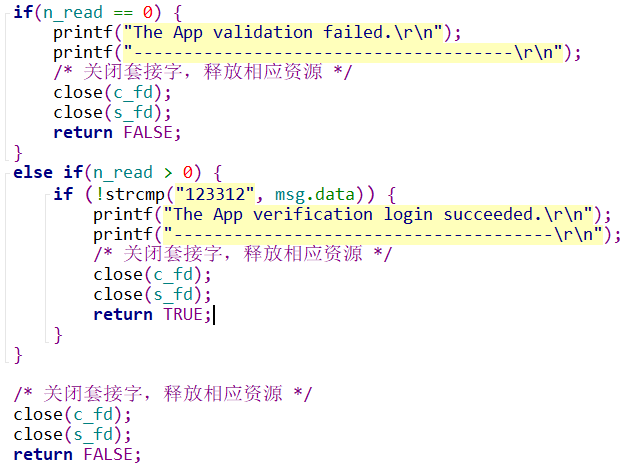 if(n_read == 0) {
    printf("The App validation failed.\r\n");
    printf("--------------------------------------\r\n");
    /* 关闭套接字，释放相应资源 */
    close(c_fd);
    close(s_fd);
    return FALSE;
}
else if(n_read > 0) {
    if (!strcmp("123312", msg.data)) {
        printf("The App verification login succeeded.\r\n");
        printf("--------------------------------------\r\n");
        /* 关闭套接字，释放相应资源 */
        close(c_fd);
        close(s_fd);
        return TRUE;
    }
}
/* 关闭套接字，释放相应资源 */
close(c_fd);
close(s_fd);
return FALSE;